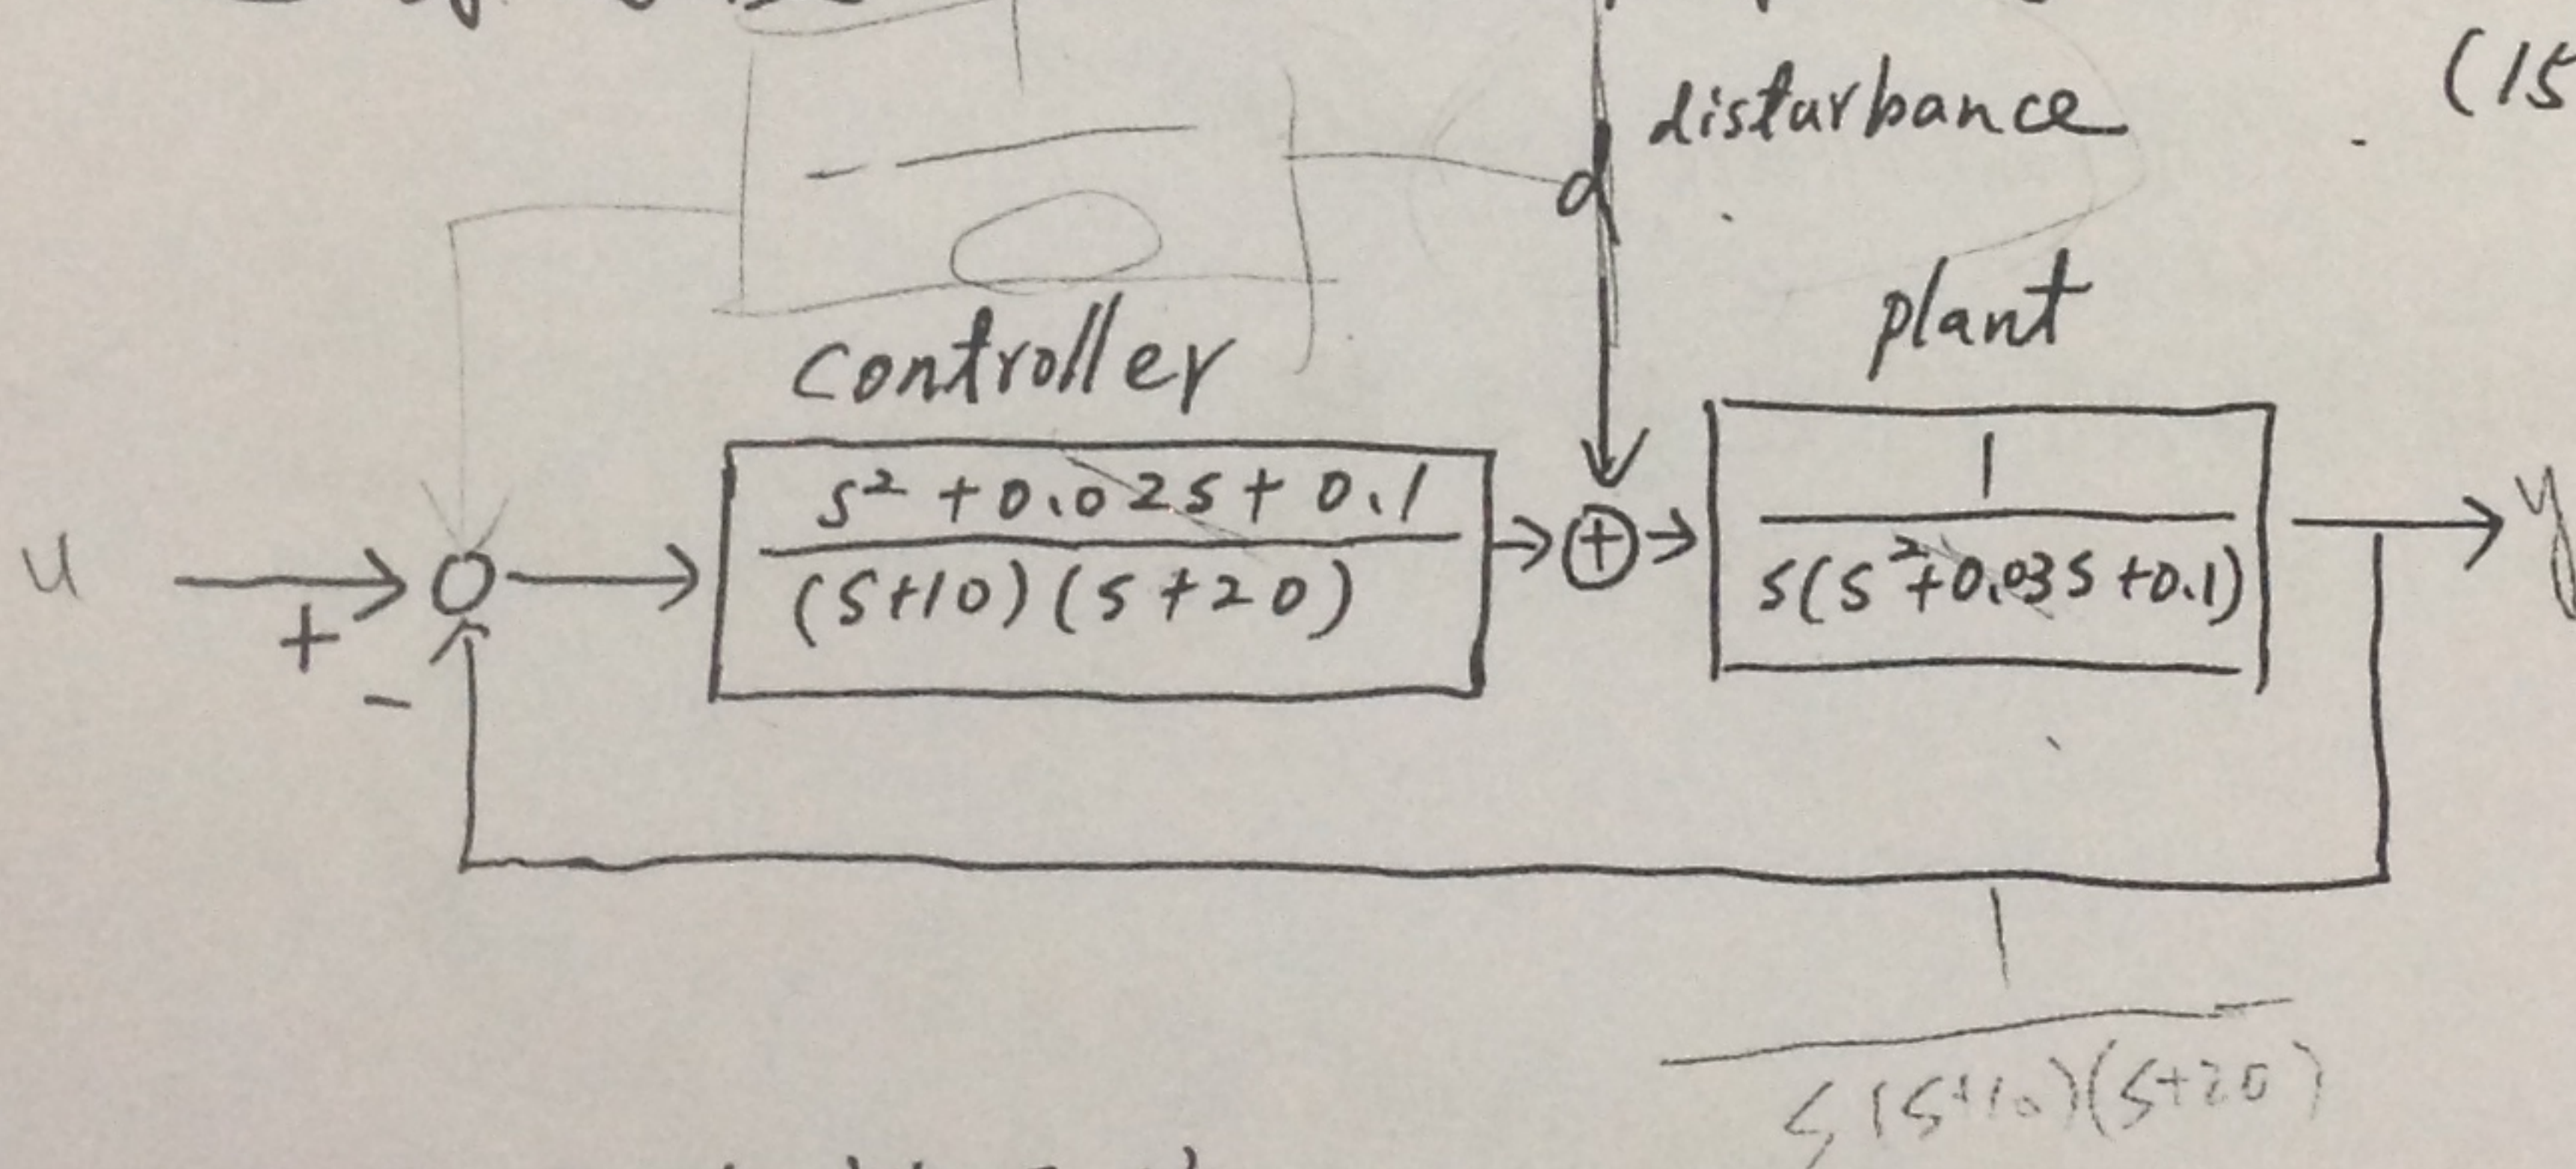 (15
disturbance
d
plant
controller
u
+
-
s² + 0.02s + 0.1
(s+10)(s+20)
+
1
s(s²+0.03s+0.1)
y
1
s(s+10)(s+20)